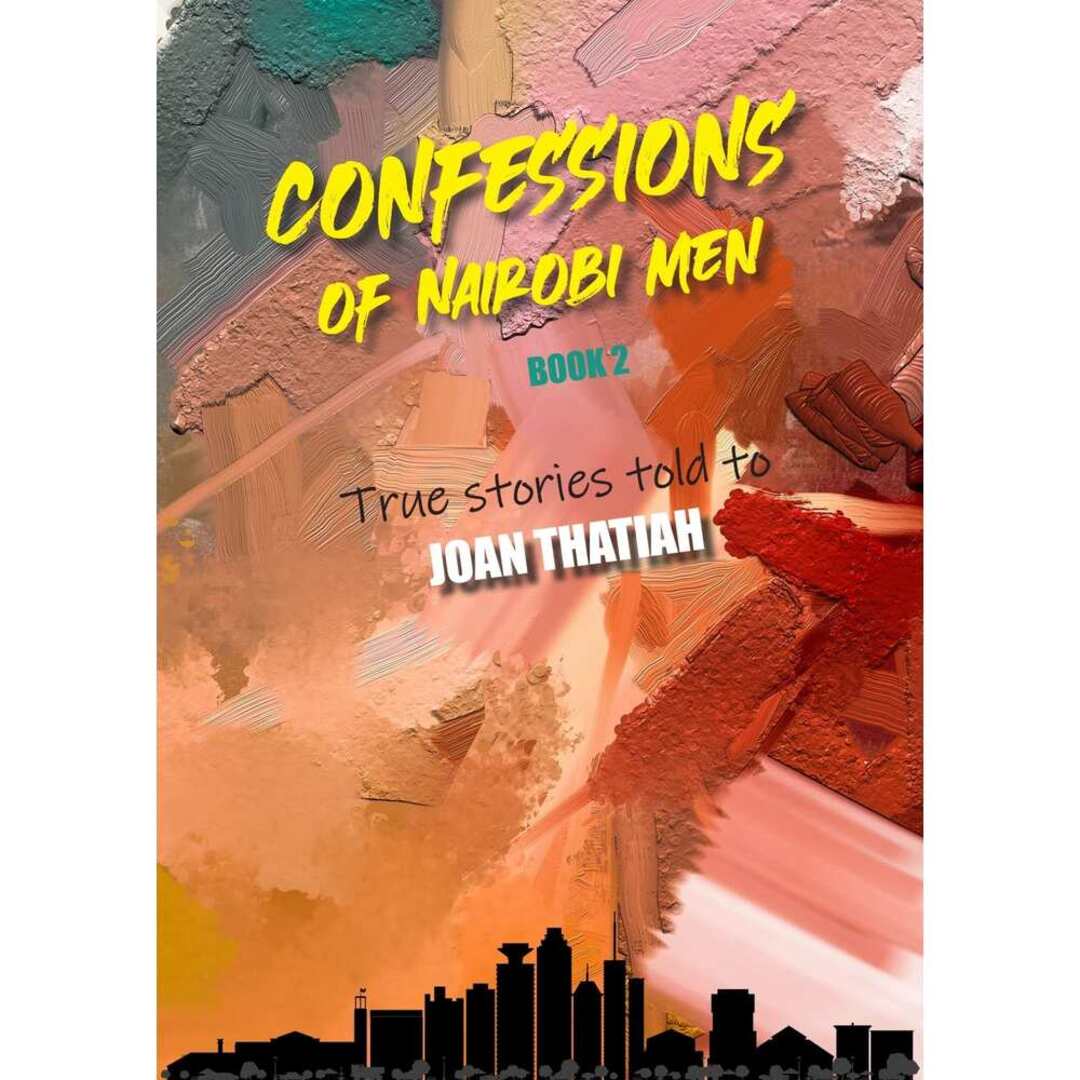 CONFESSIONS
OF NAIROBI MEN
BOOK 2
True stories told to
JOAN THATIAH